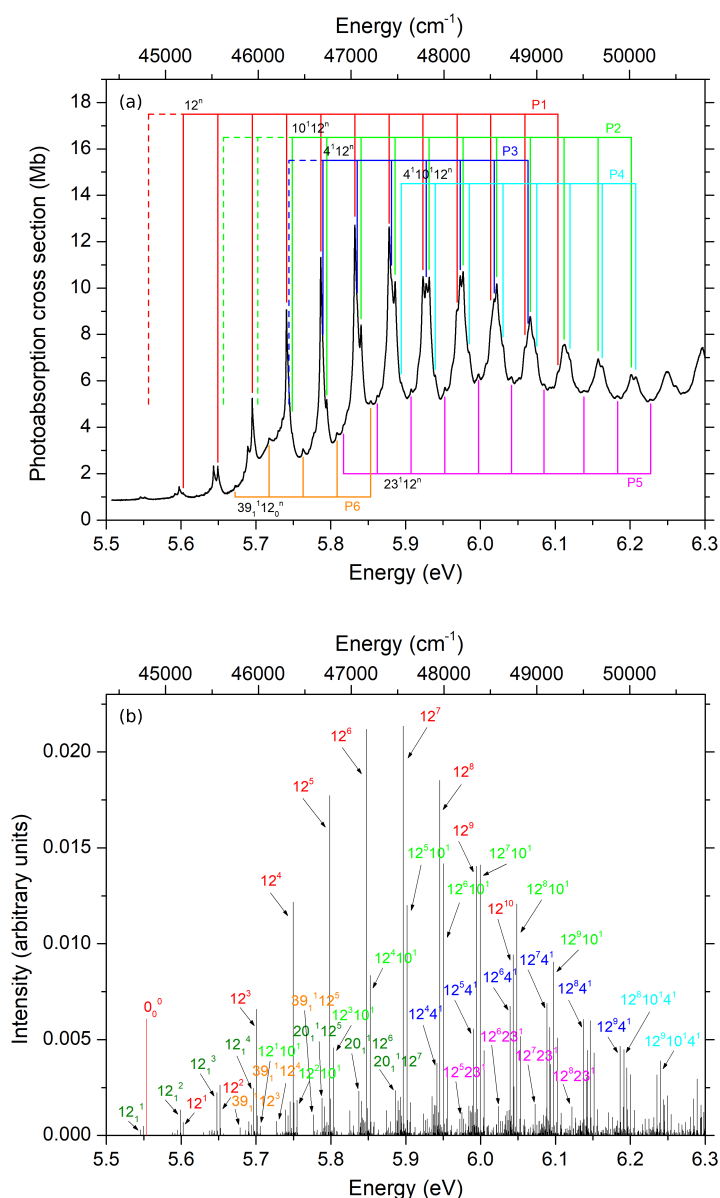 Energy (cm⁻¹)
45000 46000 47000 48000 49000 50000
(a)
12ⁿ P1
10¹12ⁿ P2
4¹12ⁿ P3
4¹10¹12ⁿ P4
23¹12ⁿ P5
39₁¹12₀ⁿ P6
Photoabsorption cross section (Mb)
18
16
14
12
10
8
6
4
2
0
5.5 5.6 5.7 5.8 5.9 6.0 6.1 6.2 6.3
Energy (eV)
Energy (cm⁻¹)
45000 46000 47000 48000 49000 50000
(b)
Intensity (arbitrary units)
0.020
0.015
0.010
0.005
0.000
12⁷
12⁶
12⁸
12⁵
12⁹
12⁵10¹ 12⁷10¹
12⁴
12⁶10¹
12¹⁰ 12⁸10¹
12⁹10¹
12⁴10¹
12⁶4¹ 12⁷4¹
12³ 39₁¹12⁵
12⁵4¹
12⁸4¹ 12⁸10¹4¹
0₀⁰
12³10¹
12⁴4¹
12₁⁴ 12¹10¹ 20₁¹12⁵ 20₁¹12⁶
12⁶23¹
12⁹4¹ 12⁹10¹4¹
12₁³ 39₁¹12⁴ 12²10¹ 20₁¹12⁷
12⁵23¹ 12⁷23¹
12₁² 12² 12⁸23¹
12₁¹ 12¹ 39₁¹12³
5.5 5.6 5.7 5.8 5.9 6.0 6.1 6.2 6.3
Energy (eV)